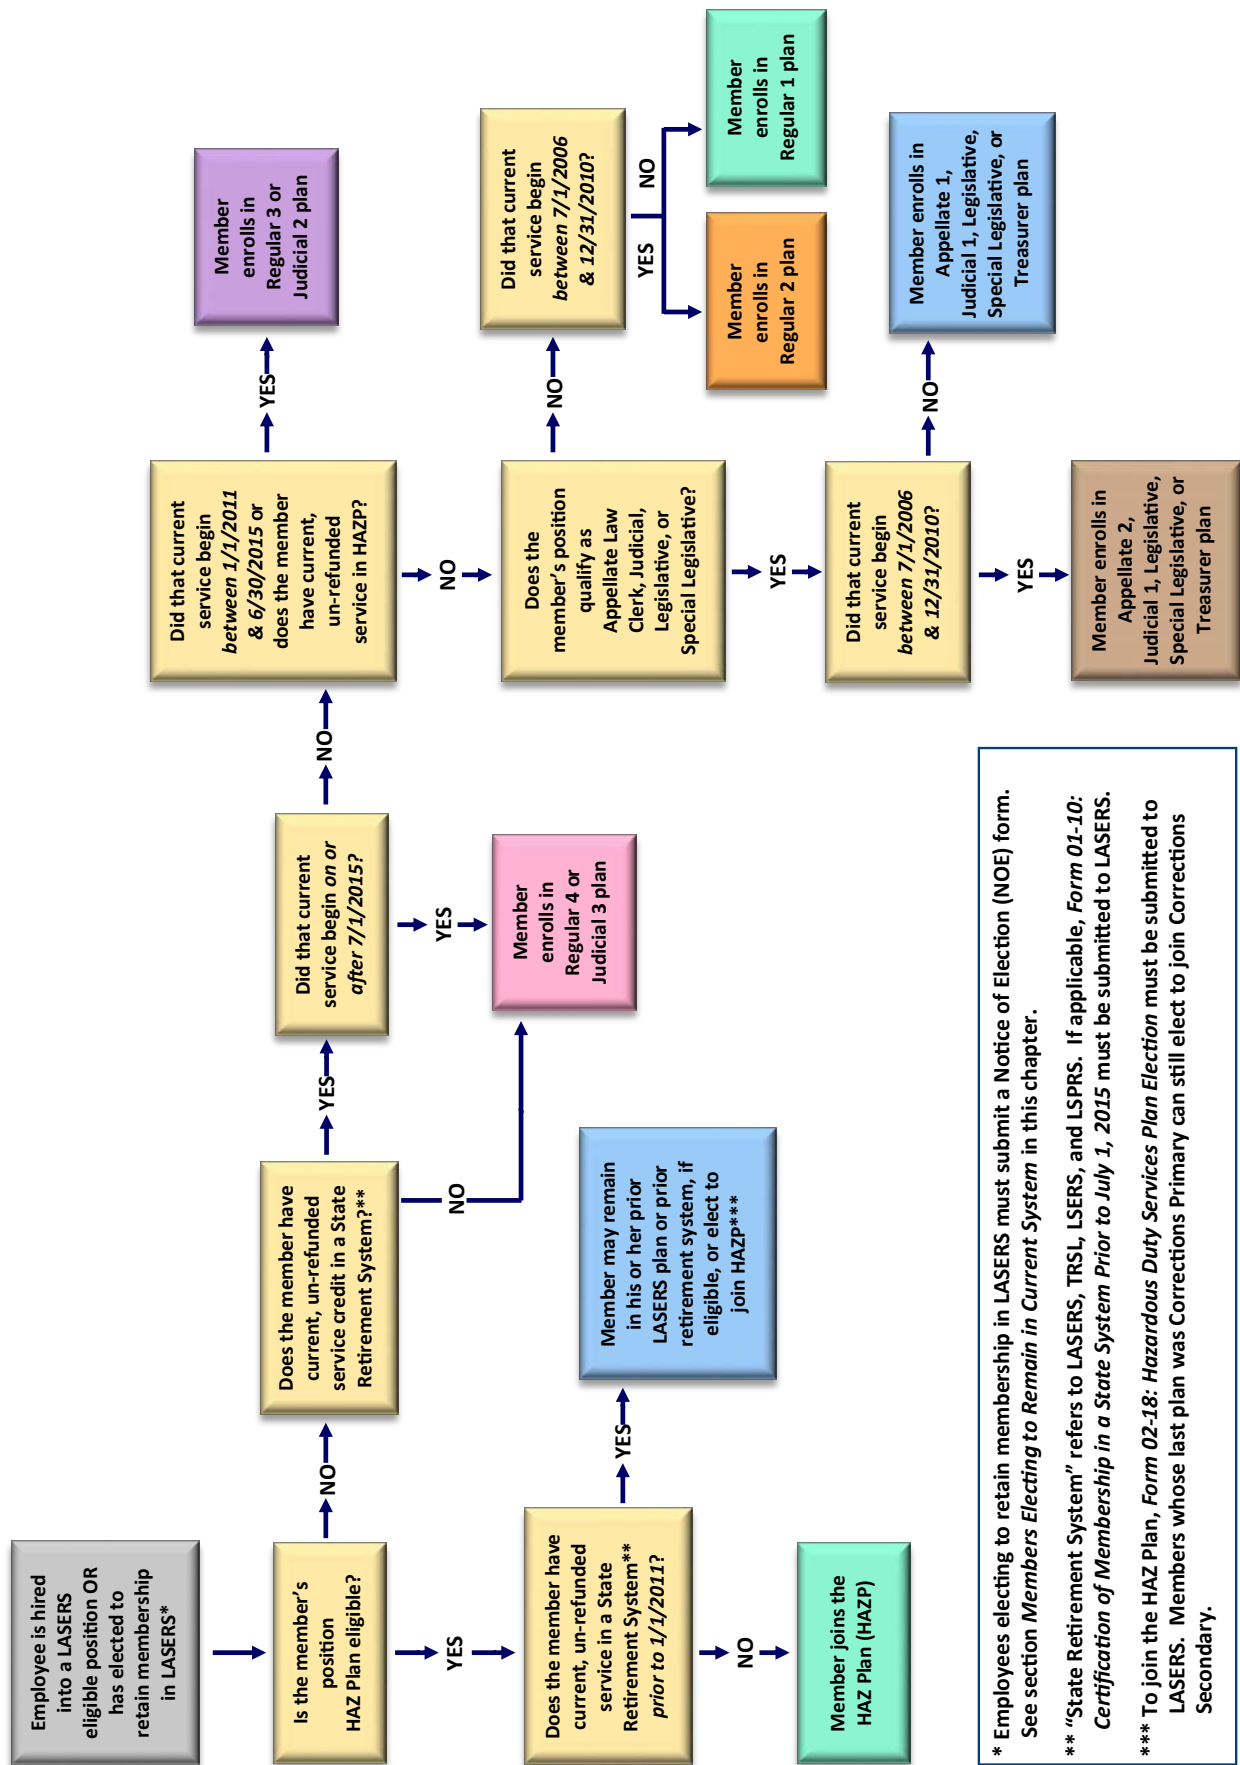 Employee is hired
into a LASERS
eligible position OR
has elected to
retain membership
in LASERS*
Is the member's
position
HAZ Plan eligible?
NO
YES
Does the member have
current, un-refunded
service in a State
Retirement System**
prior to 1/1/2011?
YES
NO
Member joins the
HAZ Plan (HAZP)
Member may remain
in his or her prior
LASERS plan or prior
retirement system, if
eligible, or elect to
join HAZP***
Does the member have
current, un-refunded
service credit in a State
Retirement System?**
YES
NO
Did that current
service begin on or
after 7/1/2015?
NO
YES
Member
enrolls in
Regular 4 or
Judicial 3 plan
Did that current
service begin
between 1/1/2011
& 6/30/2015 or
does the member
have current,
un-refunded
service in HAZP?
YES
NO
Member
enrolls in
Regular 3 or
Judicial 2 plan
Does the
member's position
qualify as
Appellate Law
Clerk, Judicial,
Legislative, or
Special Legislative?
NO
YES
Did that current
service begin
between 7/1/2006
& 12/31/2010?
YES
NO
Member
enrolls in
Regular 2 plan
Member
enrolls in
Regular 1 plan
Did that current
service begin
between 7/1/2006
& 12/31/2010?
NO
YES
Member enrolls in
Appellate 1,
Judicial 1, Legislative,
Special Legislative, or
Treasurer plan
Member enrolls in
Appellate 2,
Judicial 1, Legislative,
Special Legislative, or
Treasurer plan
* Employees electing to retain membership in LASERS must submit a Notice of Election (NOE) form.
See section Members Electing to Remain in Current System in this chapter.
** "State Retirement System" refers to LASERS, TRSL, LSERS, and LSPRS. If applicable, Form 01-10:
Certification of Membership in a State System Prior to July 1, 2015 must be submitted to LASERS.
*** To join the HAZ Plan, Form 02-18: Hazardous Duty Services Plan Election must be submitted to
LASERS. Members whose last plan was Corrections Primary can still elect to join Corrections
Secondary.